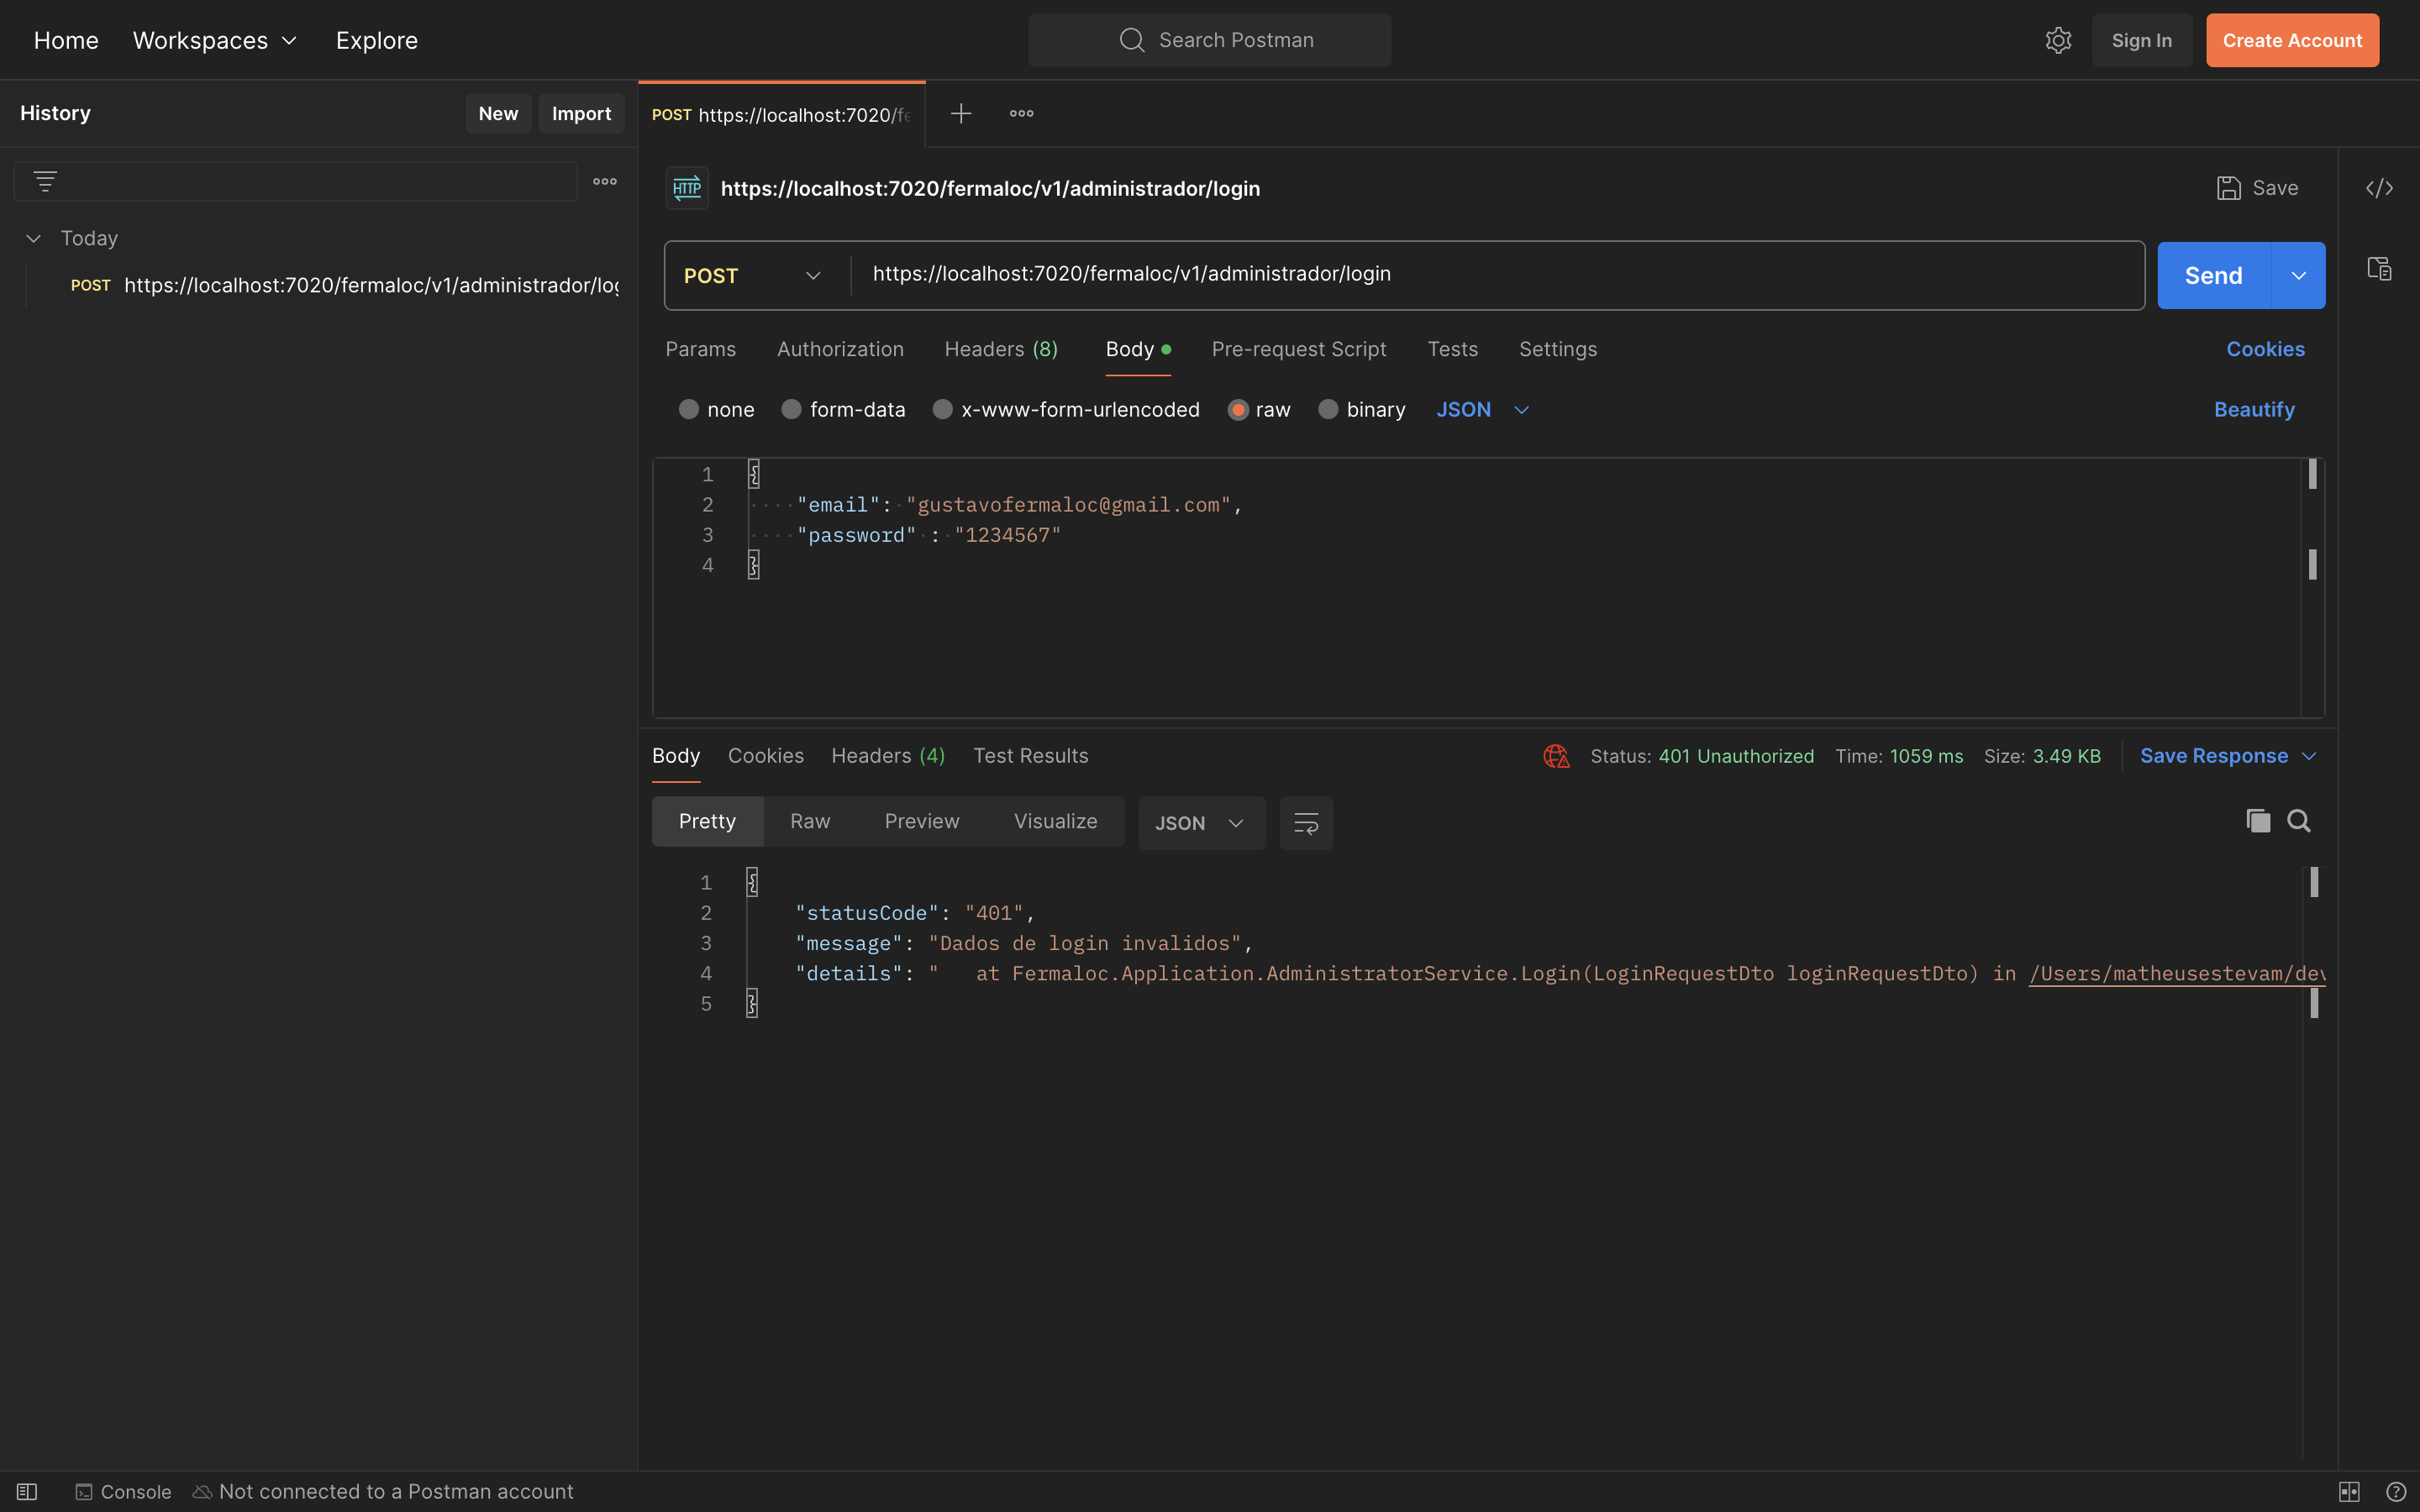 Home Workspaces Explore Search Postman Sign In Create Account
History New Import
POST https://localhost:7020/fe
Today
POST https://localhost:7020/fermaloc/v1/administrador/log
HTTP https://localhost:7020/fermaloc/v1/administrador/login Save
POST https://localhost:7020/fermaloc/v1/administrador/login Send
Params Authorization Headers (8) Body Pre-request Script Tests Settings Cookies
none form-data x-www-form-urlencoded raw binary JSON Beautify
1 {
2 "email": "gustavofermaloc@gmail.com",
3 "password" : "1234567"
4 }
Body Cookies Headers (4) Test Results Status: 401 Unauthorized Time: 1059 ms Size: 3.49 KB Save Response
Pretty Raw Preview Visualize JSON
1 {
2 "statusCode": "401",
3 "message": "Dados de login invalidos",
4 "details": "   at Fermaloc.Application.AdministratorService.Login(LoginRequestDto loginRequestDto) in /Users/matheusestevam/dev
5 }
Console Not connected to a Postman account